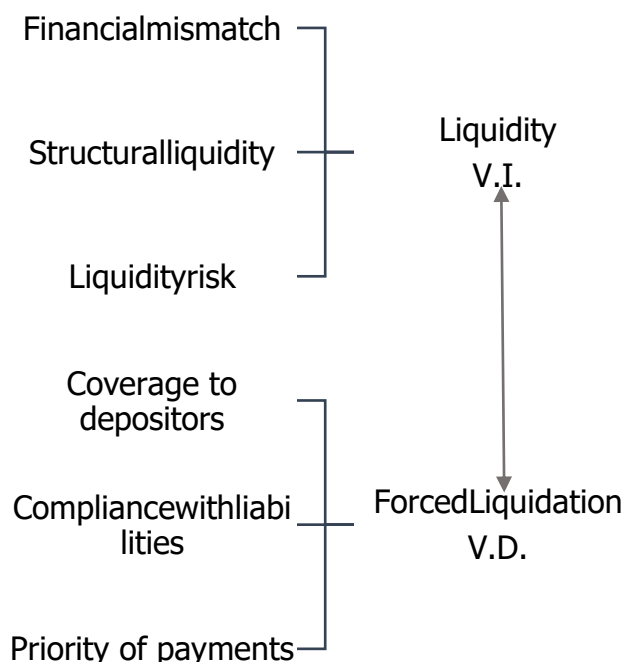 Financialmismatch
Structuralliquidity
Liquidityrisk
Liquidity
V.I.
Coverage to
depositors
Compliancewithliabi
lities
Priority of payments
ForcedLiquidation
V.D.